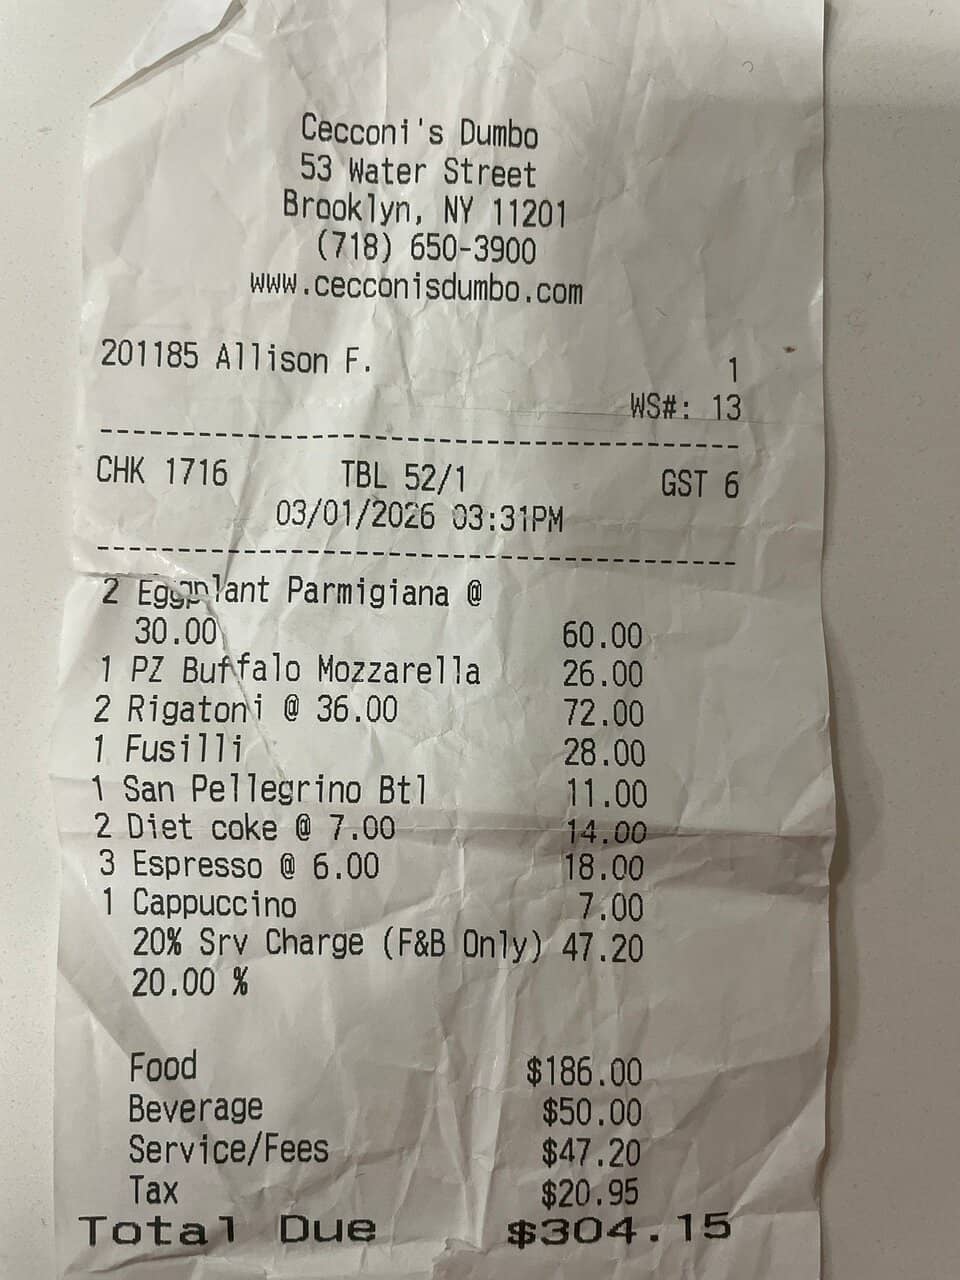 Cecconi's Dumbo
53 Water Street
Brooklyn, NY 11201
(718) 650-3900
www.cecconisdumbo.com
201185 Allison F. 1
WS#: 13
CHK 1716 TBL 52/1 GST 6
03/01/2026 03:31PM
2 Eggplant Parmigiana @
30.00 60.00
1 PZ Buffalo Mozzarella 26.00
2 Rigatoni @ 36.00 72.00
1 Fusilli 28.00
1 San Pellegrino Btl 11.00
2 Diet coke @ 7.00 14.00
3 Espresso @ 6.00 18.00
1 Cappuccino 7.00
20% Srv Charge (F&B Only) 47.20
20.00 %
Food $186.00
Beverage $50.00
Service/Fees $47.20
Tax $20.95
Total Due $304.15